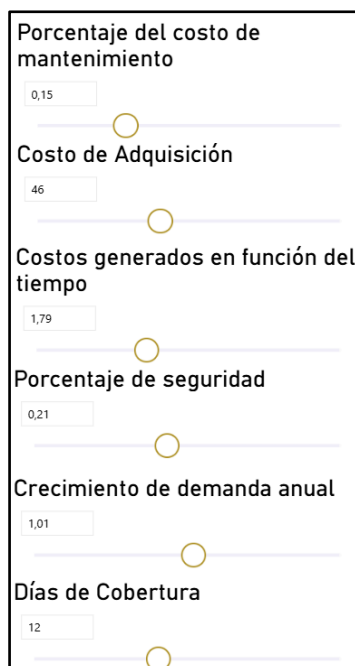 Porcentaje del costo de
mantenimiento
0,15
Costo de Adquisición
46
Costos generados en función del
tiempo
1,79
Porcentaje de seguridad
0,21
Crecimiento de demanda anual
1,01
Días de Cobertura
12